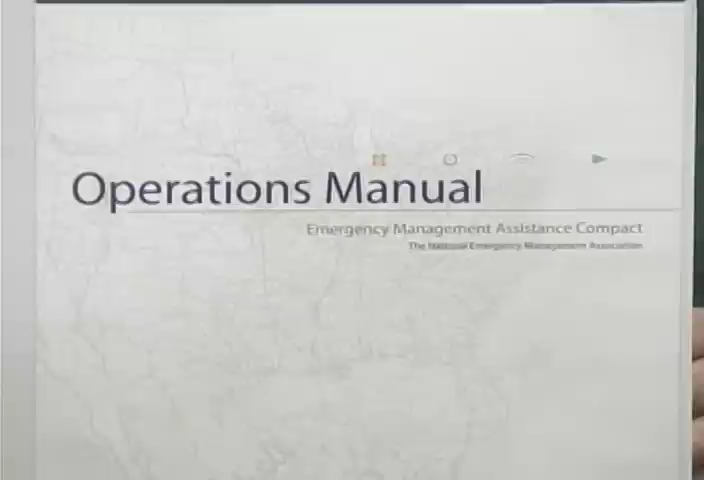 Operations Manual
Emergency Management Assistance Compact
The National Emergency Management Association